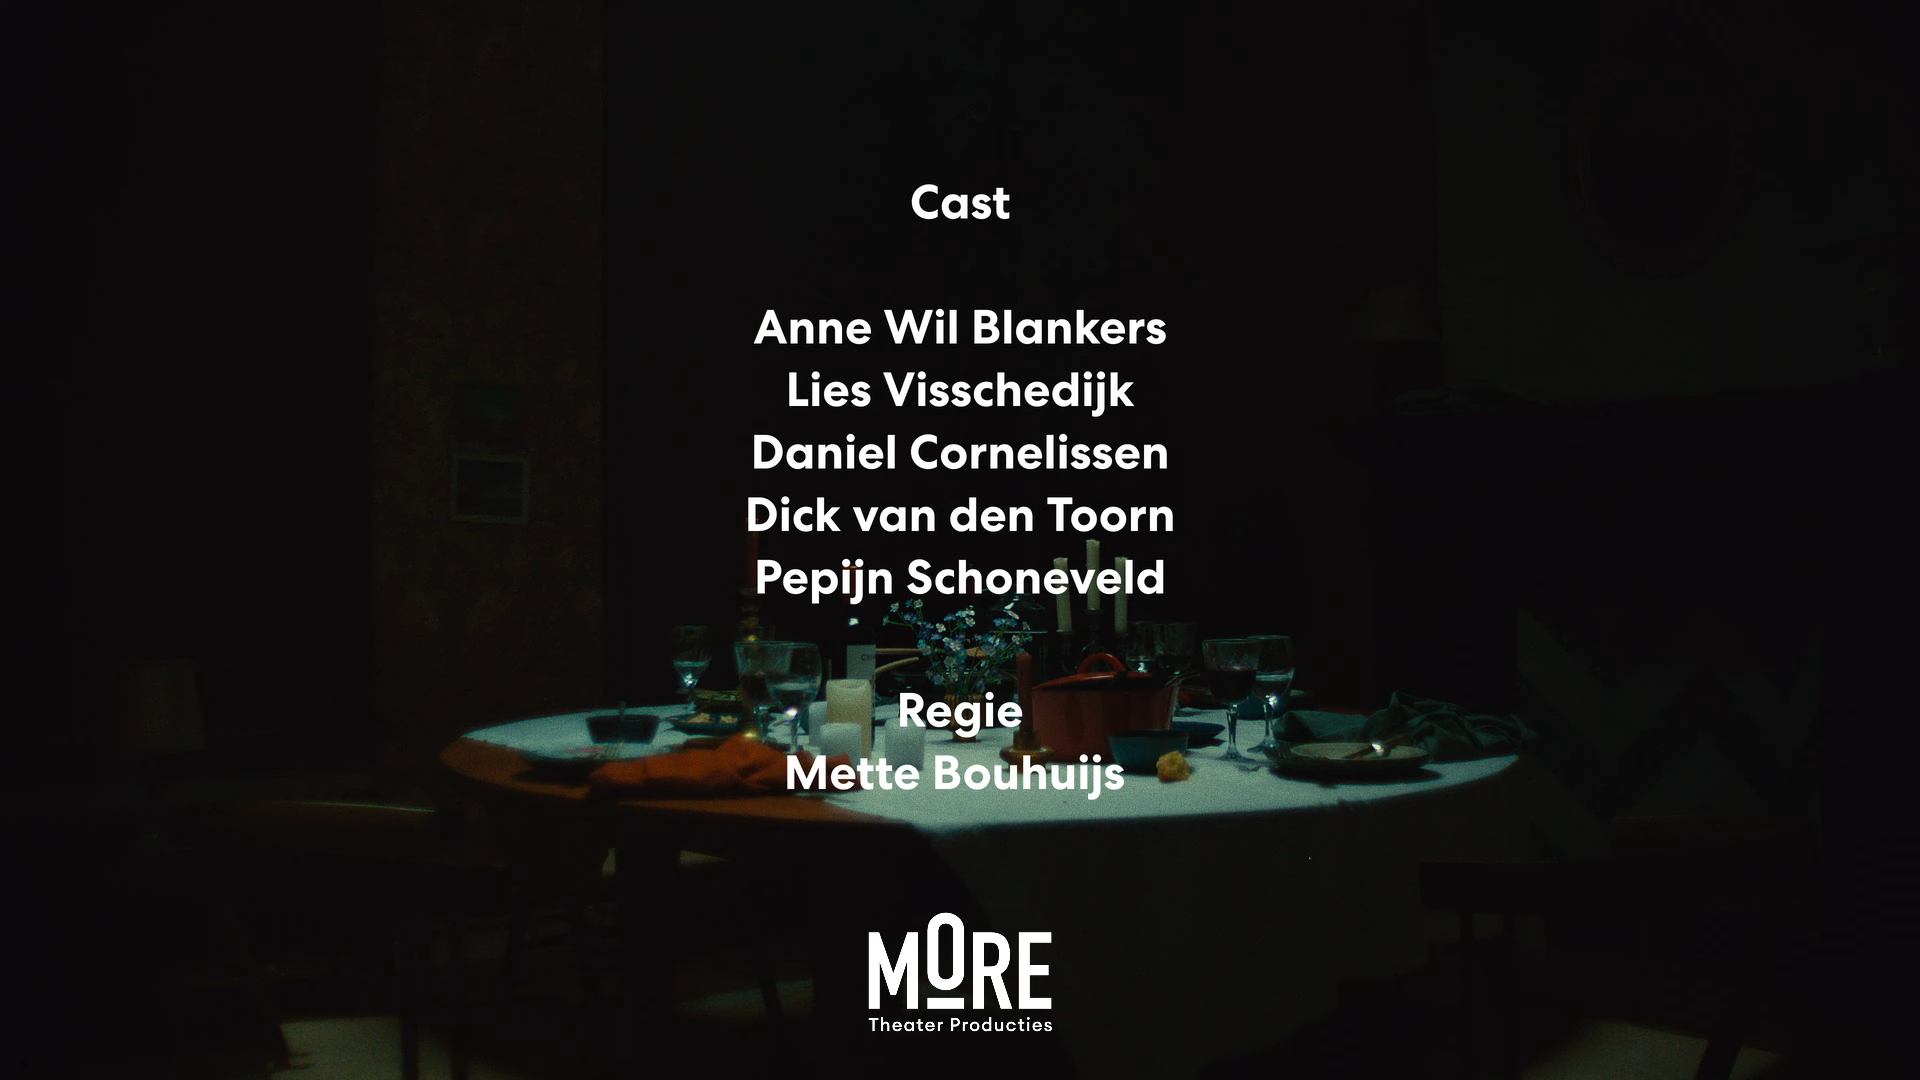 Cast
Anne Wil Blankers
Lies Visschedijk
Daniel Cornelissen
Dick van den Toorn
Pepijn Schoneveld
Regie
Mette Bouhuijs
MORE
Theater Producties